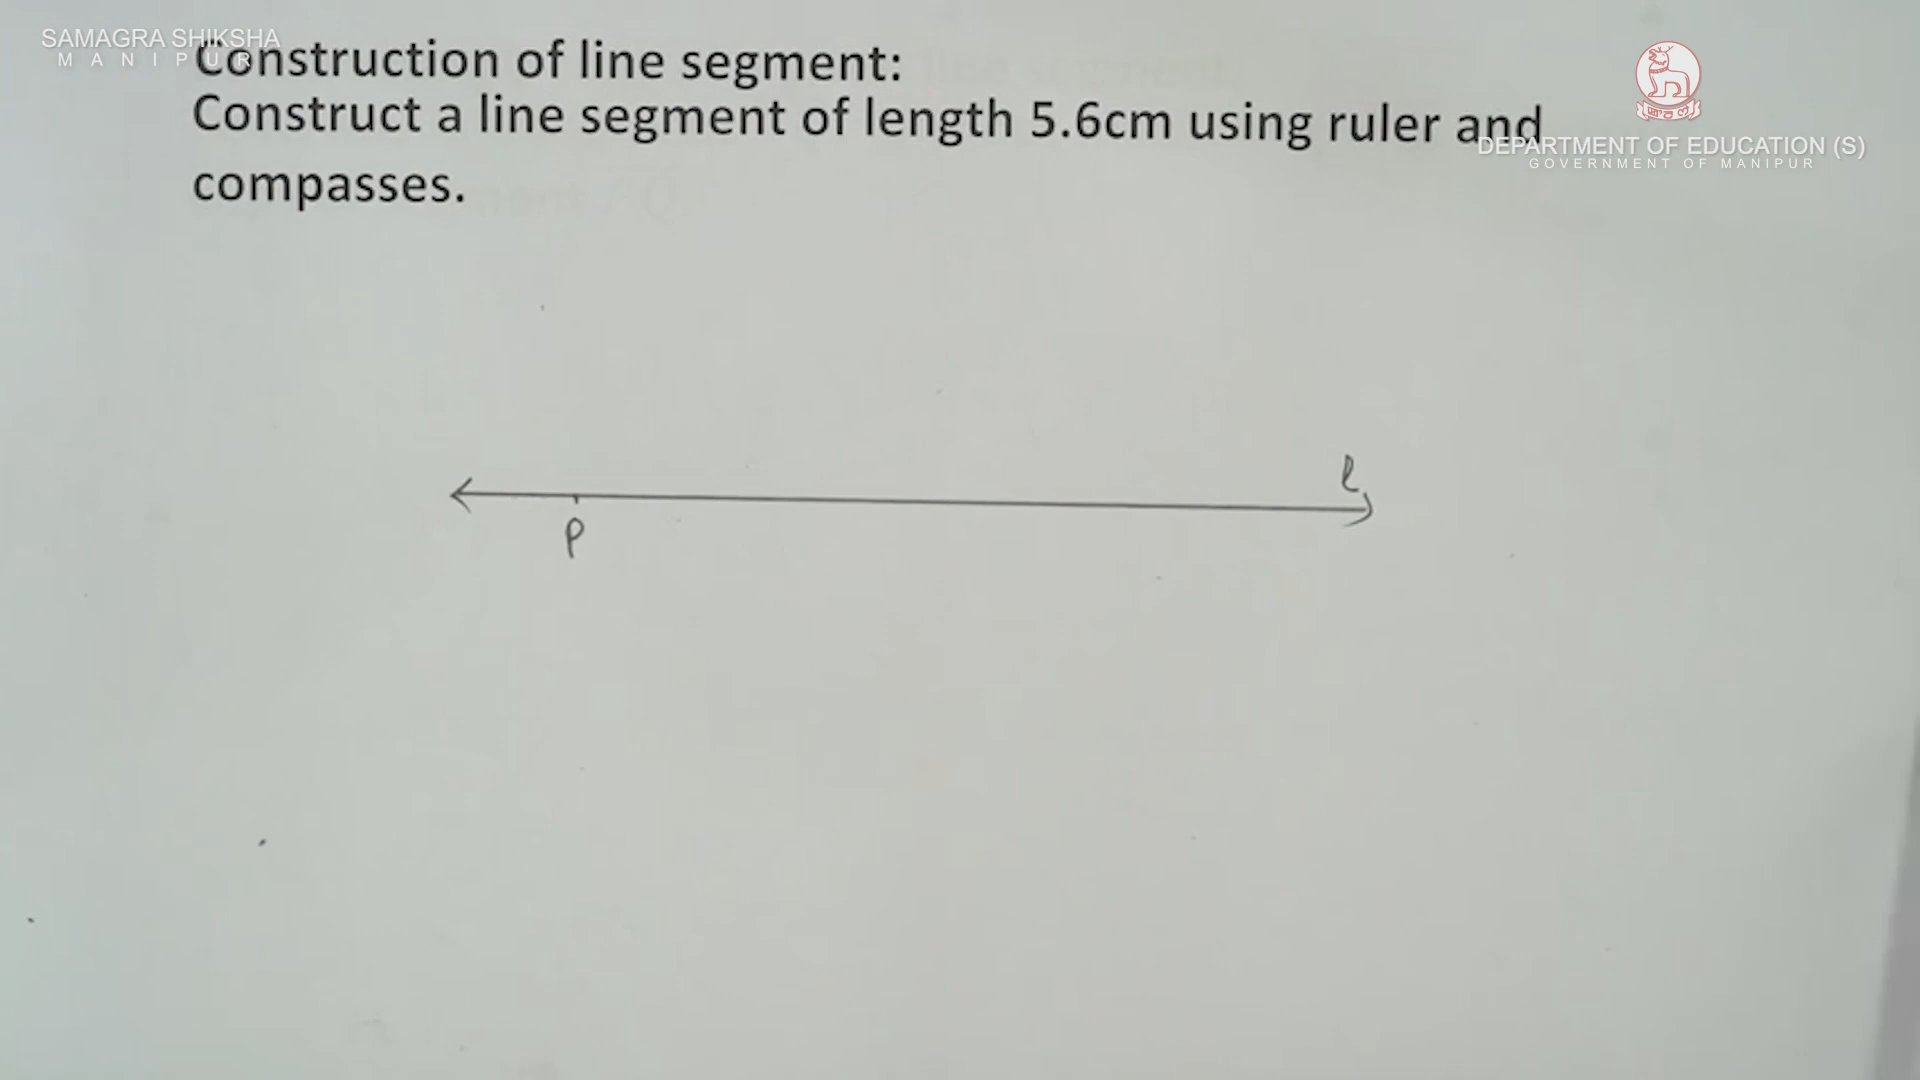 SAMAGRA SHIKSHA
MANIPUR
Construction of line segment:
Construct a line segment of length 5.6cm using ruler and
compasses.
DEPARTMENT OF EDUCATION (S)
GOVERNMENT OF MANIPUR
l
P